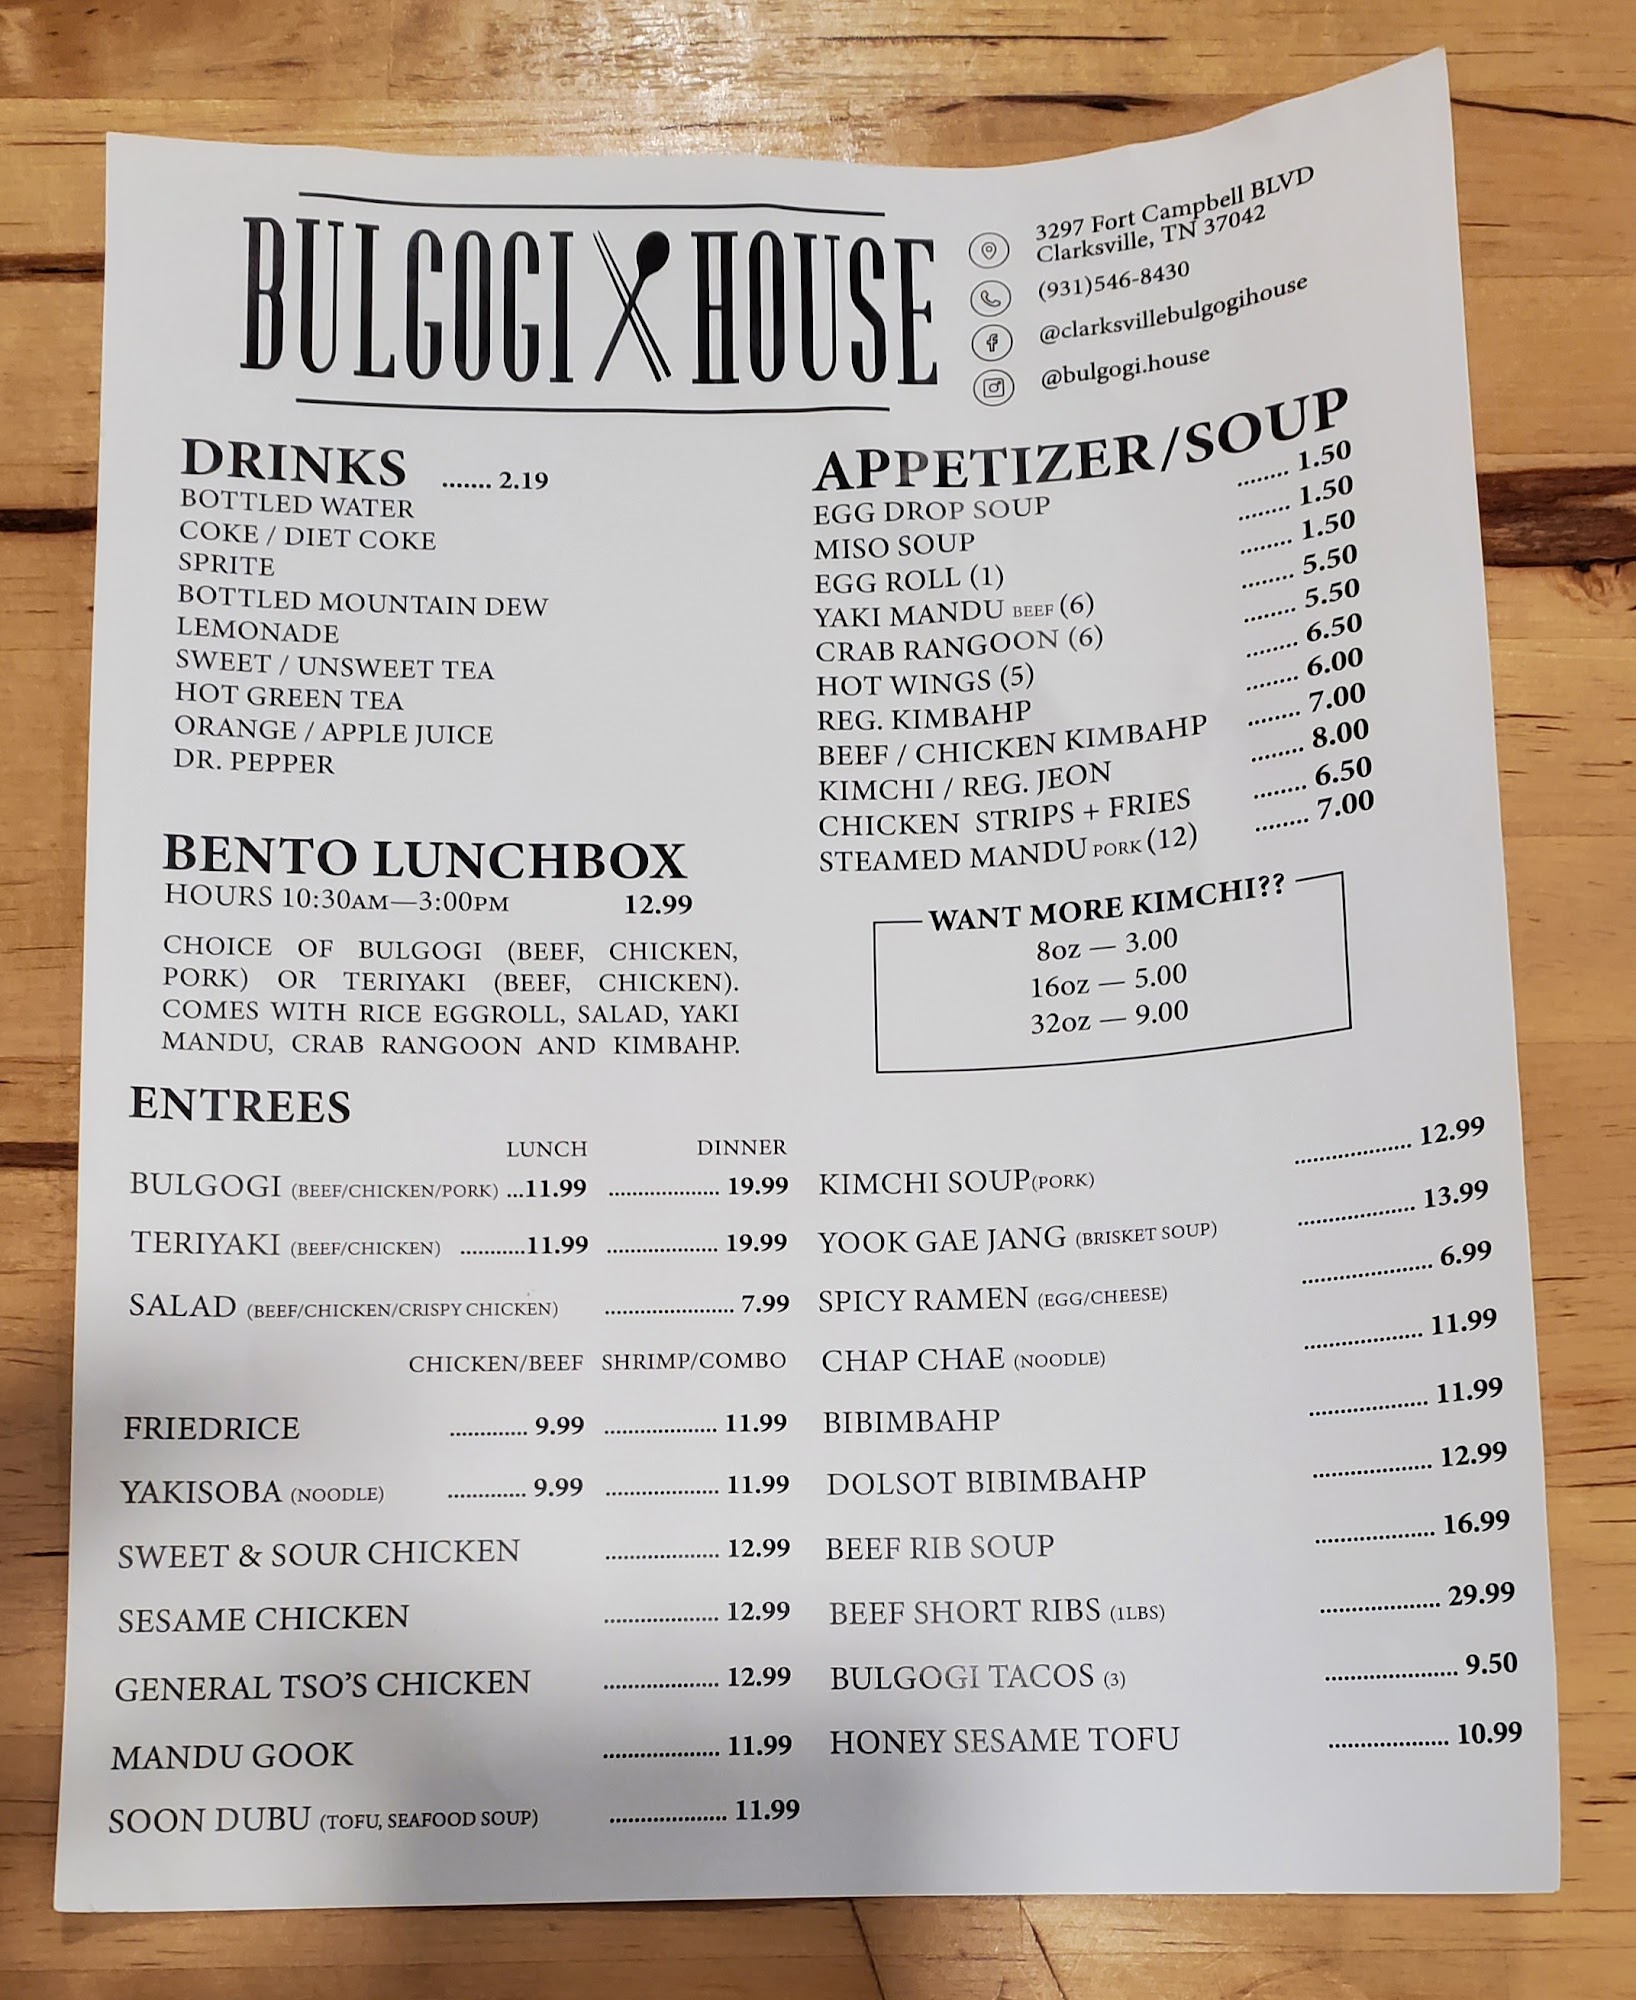 BULGOGI HOUSE
3297 Fort Campbell BLVD
Clarksville, TN 37042
(931)546-8430
@clarksvillebulgogihouse
@bulgogi.house
DRINKS ....... 2.19
BOTTLED WATER
COKE / DIET COKE
SPRITE
BOTTLED MOUNTAIN DEW
LEMONADE
SWEET / UNSWEET TEA
HOT GREEN TEA
ORANGE / APPLE JUICE
DR. PEPPER
APPETIZER/SOUP
EGG DROP SOUP ........ 1.50
MISO SOUP ........ 1.50
EGG ROLL (1) ........ 1.50
YAKI MANDU BEEF (6) ........ 5.50
CRAB RANGOON (6) ........ 5.50
HOT WINGS (5) ........ 6.50
REG. KIMBAHP ........ 6.00
BEEF / CHICKEN KIMBAHP ........ 7.00
KIMCHI / REG. JEON ........ 8.00
CHICKEN STRIPS + FRIES ........ 6.50
STEAMED MANDU PORK (12) ........ 7.00
BENTO LUNCHBOX
HOURS 10:30AM—3:00PM 12.99
CHOICE OF BULGOGI (BEEF, CHICKEN,
PORK) OR TERIYAKI (BEEF, CHICKEN).
COMES WITH RICE EGGROLL, SALAD, YAKI
MANDU, CRAB RANGOON AND KIMBAHP.
WANT MORE KIMCHI??
8oz — 3.00
16oz — 5.00
32oz — 9.00
ENTREES
LUNCH DINNER
BULGOGI (BEEF/CHICKEN/PORK) ...11.99 ................... 19.99
TERIYAKI (BEEF/CHICKEN) ...........11.99 ................... 19.99
SALAD (BEEF/CHICKEN/CRISPY CHICKEN) ...................... 7.99
CHICKEN/BEEF SHRIMP/COMBO
FRIEDRICE ............. 9.99 ................... 11.99
YAKISOBA (NOODLE) ............. 9.99 ................... 11.99
SWEET & SOUR CHICKEN ................... 12.99
SESAME CHICKEN ................... 12.99
GENERAL TSO'S CHICKEN ................... 12.99
MANDU GOOK ................... 11.99
SOON DUBU (TOFU, SEAFOOD SOUP) ................... 11.99
KIMCHI SOUP(PORK) .................... 12.99
YOOK GAE JANG (BRISKET SOUP) .................... 13.99
SPICY RAMEN (EGG/CHEESE) ...................... 6.99
CHAP CHAE (NOODLE) .................... 11.99
BIBIMBAHP .................... 11.99
DOLSOT BIBIMBAHP .................... 12.99
BEEF RIB SOUP .................... 16.99
BEEF SHORT RIBS (1LBS) .................... 29.99
BULGOGI TACOS (3) ...................... 9.50
HONEY SESAME TOFU .................... 10.99